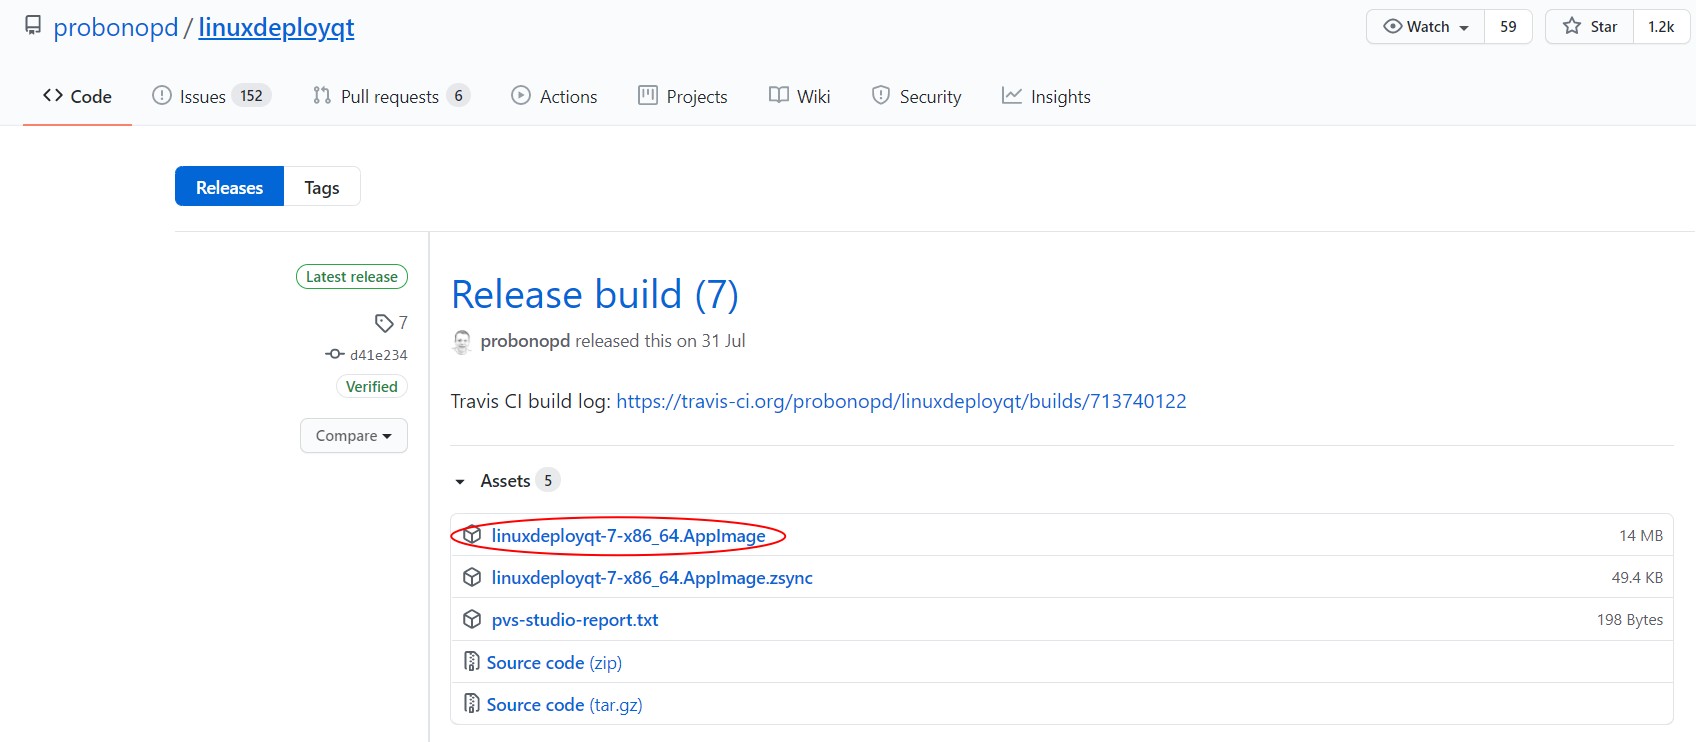 probonopd / linuxdeployqt
Watch 59 Star 1.2k
Code Issues 152 Pull requests 6 Actions Projects Wiki Security Insights
Releases Tags
Latest release
7
d41e234
Verified
Compare
Release build (7)
probonopd released this on 31 Jul
Travis CI build log: https://travis-ci.org/probonopd/linuxdeployqt/builds/713740122
Assets 5
linuxdeployqt-7-x86_64.AppImage 14 MB
linuxdeployqt-7-x86_64.AppImage.zsync 49.4 KB
pvs-studio-report.txt 198 Bytes
Source code (zip)
Source code (tar.gz)